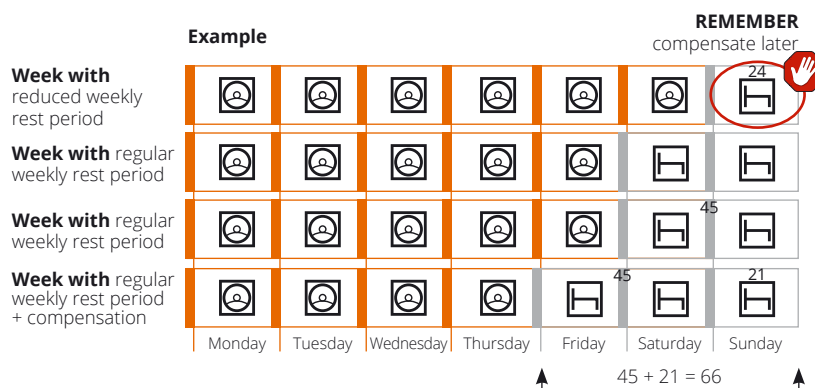 Example
REMEMBER
compensate later
Week with
reduced weekly
rest period
24
Week with regular
weekly rest period
Week with regular
weekly rest period
45
Week with regular
weekly rest period
+ compensation
45
21
Monday Tuesday Wednesday Thursday Friday Saturday Sunday
45 + 21 = 66